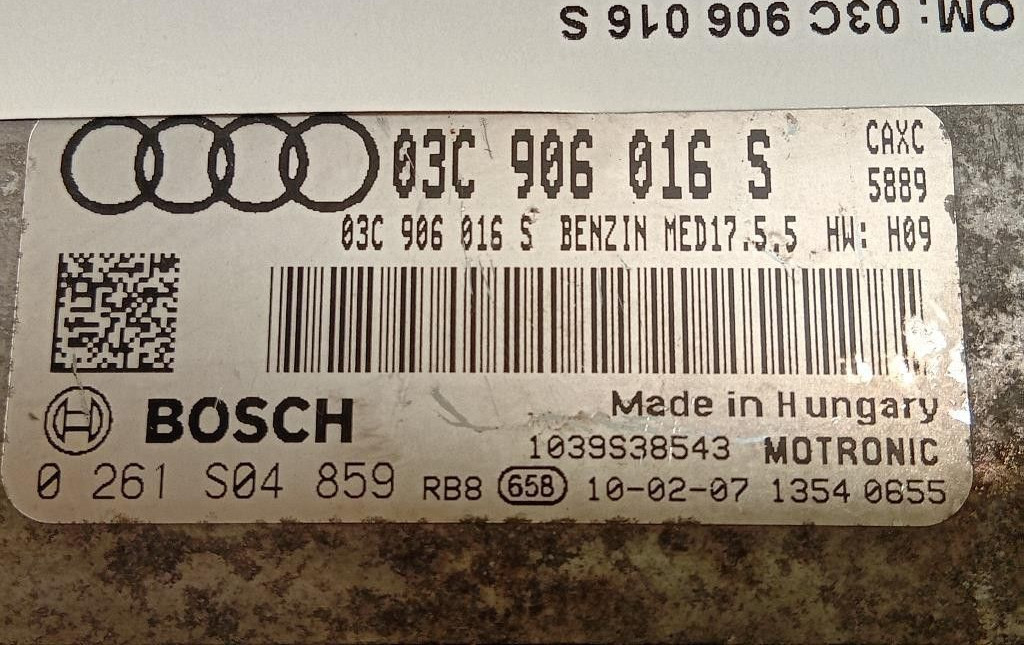 OM: 03C 906 016 S
03C 906 016 S
CAXC
5889
03C 906 016 S BENZIN MED17.5.5 HW: H09
BOSCH
Made in Hungary
1039S38543 MOTRONIC
0 261 S04 859 RB8 658 10-02-07 1354 0655